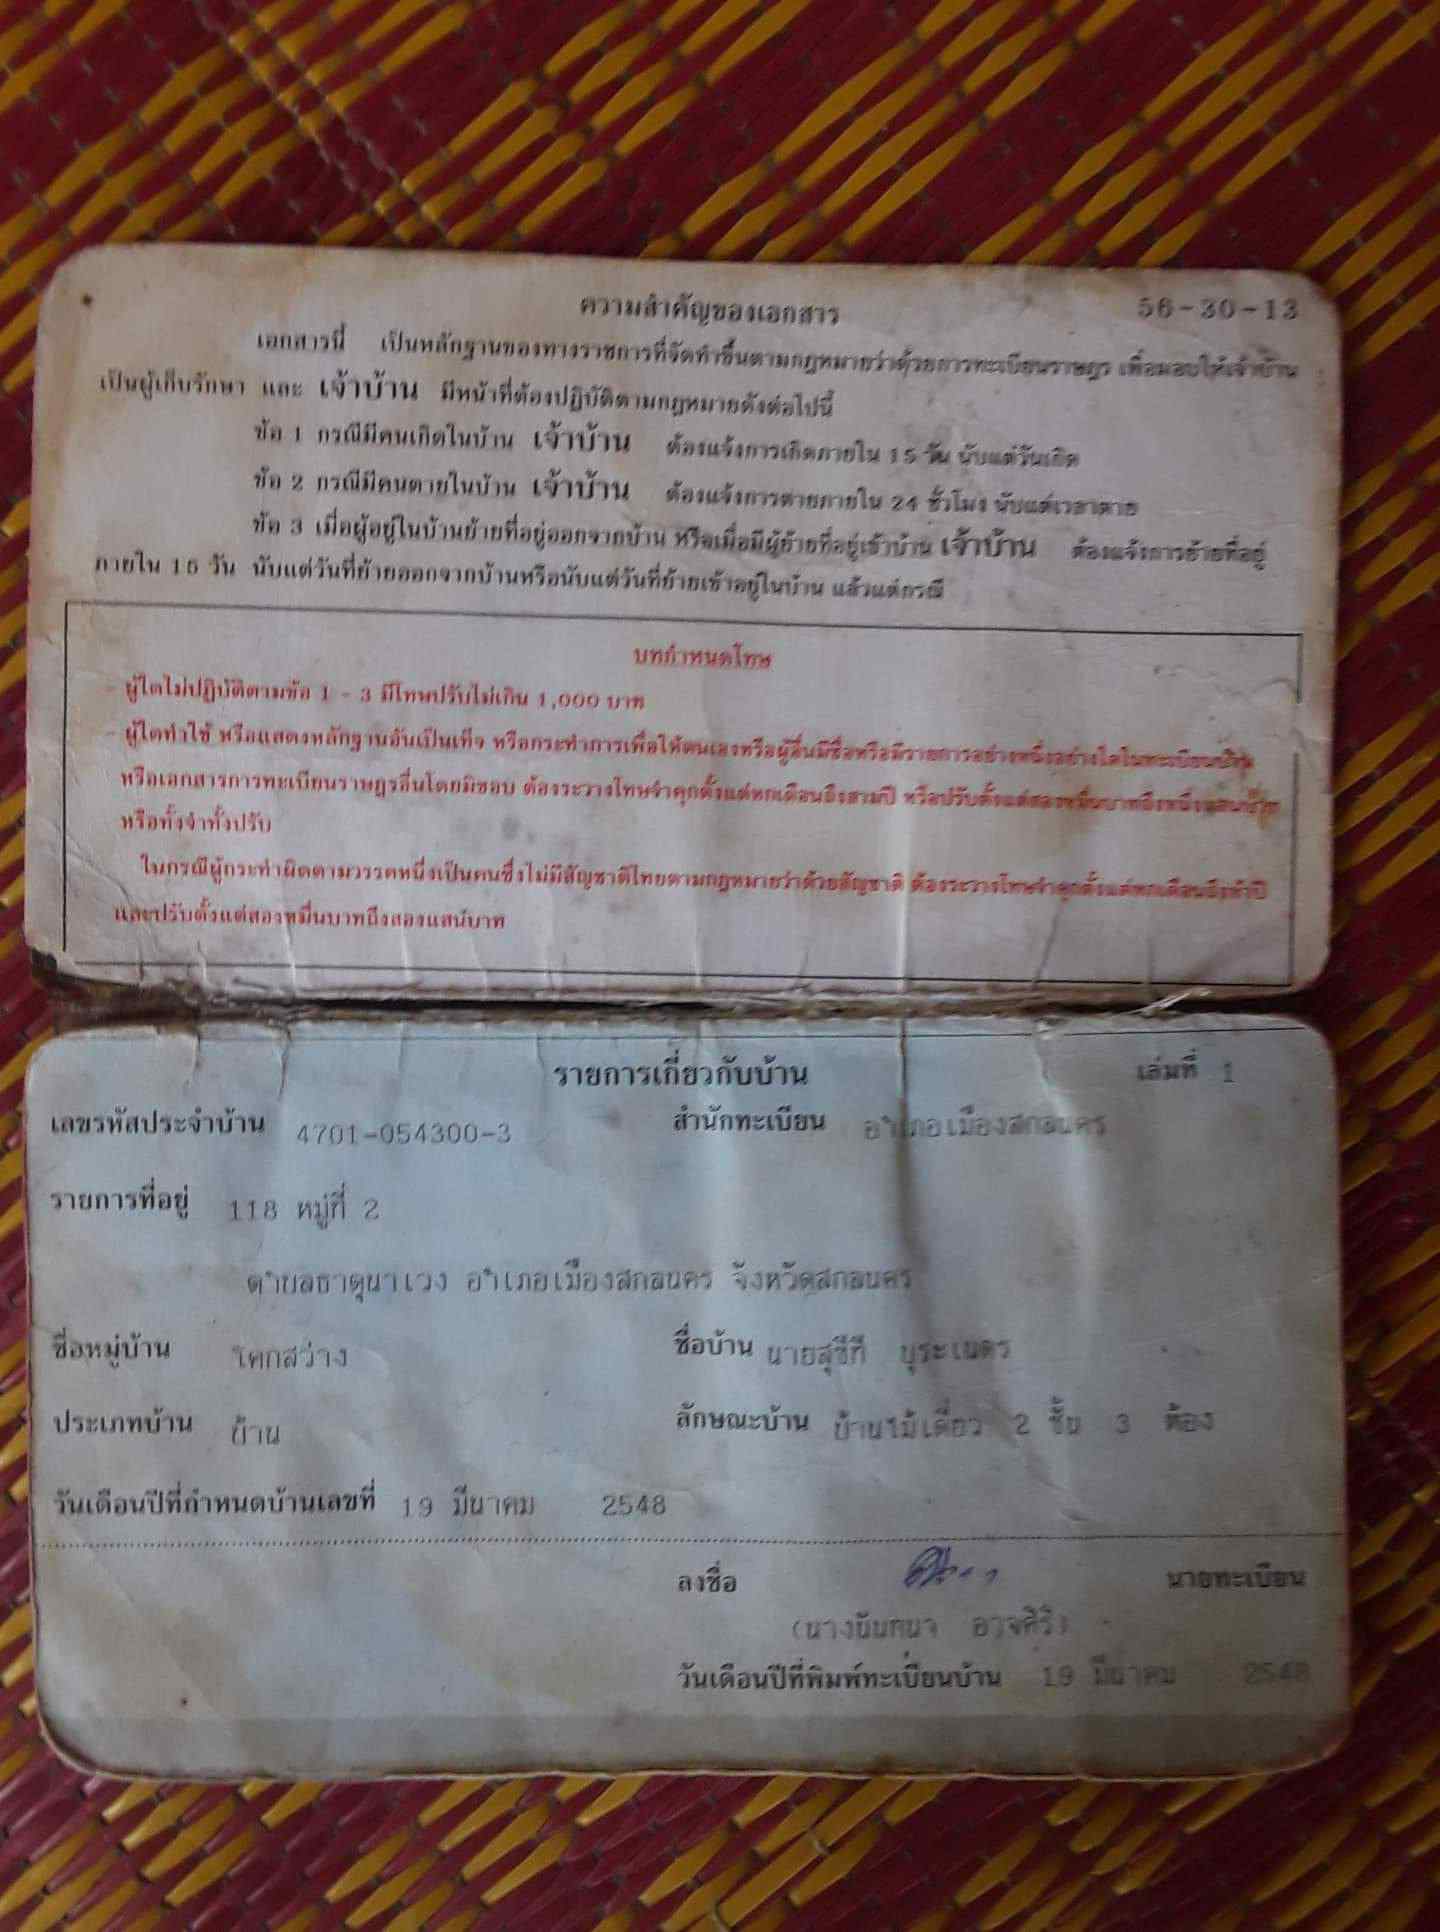 ความสำคัญของเอกสาร 56-30-13
เอกสารนี้ เป็นหลักฐานของทางราชการที่จัดทำขึ้นตามกฎหมายว่าด้วยการทะเบียนราษฎร เพื่อมอบให้เจ้าบ้าน
เป็นผู้เก็บรักษา และ เจ้าบ้าน มีหน้าที่ต้องปฏิบัติตามกฎหมายดังต่อไปนี้
ข้อ 1 กรณีมีคนเกิดในบ้าน เจ้าบ้าน ต้องแจ้งการเกิดภายใน 15 วัน นับแต่วันเกิด
ข้อ 2 กรณีมีคนตายในบ้าน เจ้าบ้าน ต้องแจ้งการตายภายใน 24 ชั่วโมง นับแต่เวลาตาย
ข้อ 3 เมื่อผู้อยู่ในบ้านย้ายที่อยู่ออกจากบ้าน หรือเมื่อมีผู้ย้ายที่อยู่เข้าบ้าน เจ้าบ้าน ต้องแจ้งการย้ายที่อยู่
ภายใน 15 วัน นับแต่วันที่ย้ายออกจากบ้านหรือนับแต่วันที่ย้ายเข้าอยู่ในบ้าน แล้วแต่กรณี
บทกำหนดโทษ
- ผู้ใดไม่ปฏิบัติตามข้อ 1 - 3 มีโทษปรับไม่เกิน 1,000 บาท
- ผู้ใดทำใช้ หรือแสดงหลักฐานอันเป็นเท็จ หรือกระทำการเพื่อให้ตนเองหรือผู้อื่นมีชื่อหรือมีรายการอย่างหนึ่งอย่างใดในทะเบียนบ้าน
หรือเอกสารการทะเบียนราษฎรอื่นโดยมิชอบ ต้องระวางโทษจำคุกตั้งแต่หกเดือนถึงสามปี หรือปรับตั้งแต่สองหมื่นบาทถึงหนึ่งแสนบาท
หรือทั้งจำทั้งปรับ
ในกรณีผู้กระทำผิดตามวรรคหนึ่งเป็นคนซึ่งไม่มีสัญชาติไทยตามกฎหมายว่าด้วยสัญชาติ ต้องระวางโทษจำคุกตั้งแต่หกเดือนถึงห้าปี
และปรับตั้งแต่สองหมื่นบาทถึงสองแสนบาท
รายการเกี่ยวกับบ้าน เล่มที่ 1
เลขรหัสประจำบ้าน 4701-054300-3 สำนักทะเบียน อำเภอเมืองสกลนคร
รายการที่อยู่ 118 หมู่ที่ 2
ตำบลธาตุนาเวง อำเภอเมืองสกลนคร จังหวัดสกลนคร
ชื่อหมู่บ้าน โคกสว่าง ชื่อบ้าน นายสุชีที บุระเนตร
ประเภทบ้าน บ้าน ลักษณะบ้าน บ้านไม้เดี่ยว 2 ชั้น 3 ห้อง
วันเดือนปีที่กำหนดบ้านเลขที่ 19 มีนาคม 2548
ลงชื่อ นายทะเบียน
(นางนันทนา อาจศิริ)
วันเดือนปีที่พิมพ์ทะเบียนบ้าน 19 มีนาคม 2548